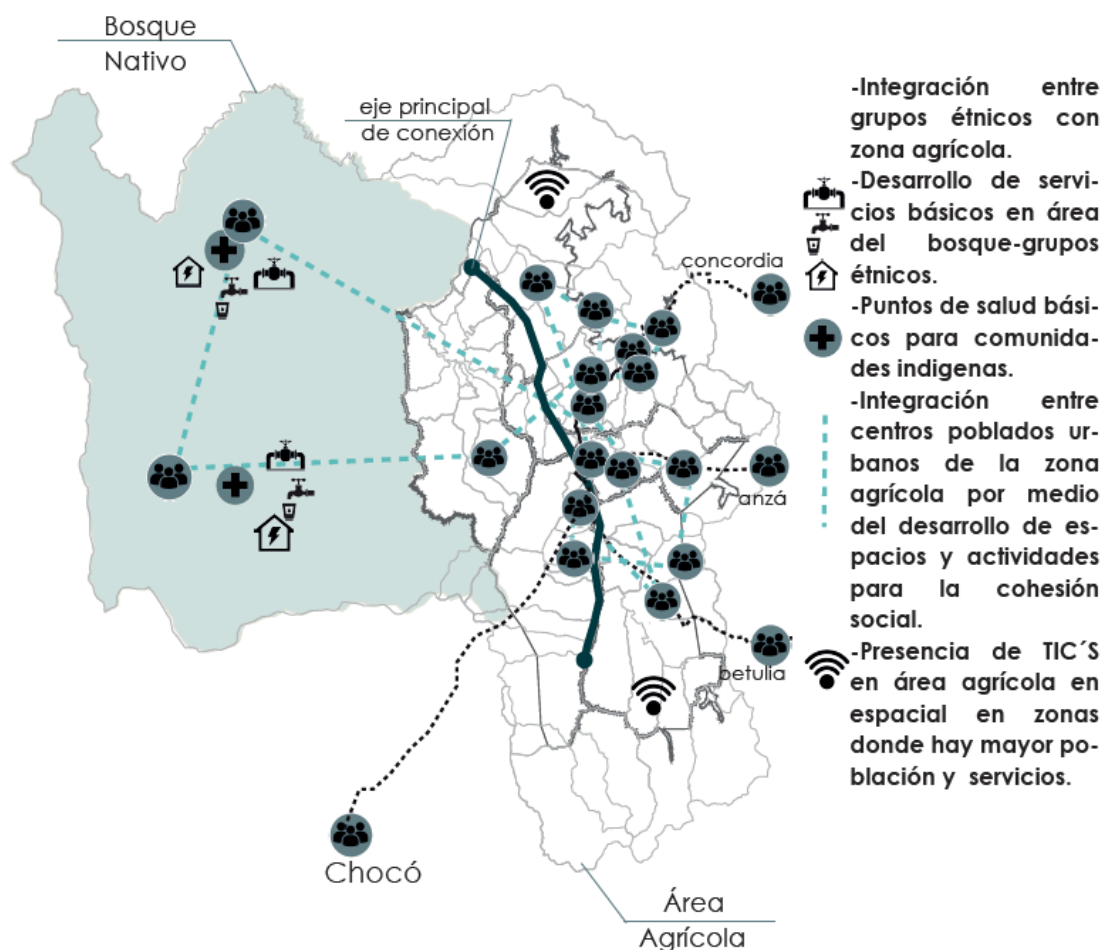 Bosque
Nativo
eje principal
de conexión
concordia
anzá
betulia
Chocó
Área
Agrícola
-Integración entre
grupos étnicos con
zona agrícola.
-Desarrollo de servi-
cios básicos en área
del bosque-grupos
étnicos.
-Puntos de salud bási-
cos para comunida-
des indigenas.
-Integración entre
centros poblados ur-
banos de la zona
agrícola por medio
del desarrollo de es-
pacios y actividades
para la cohesión
social.
-Presencia de TIC´S
en área agrícola en
espacial en zonas
donde hay mayor po-
blación y servicios.